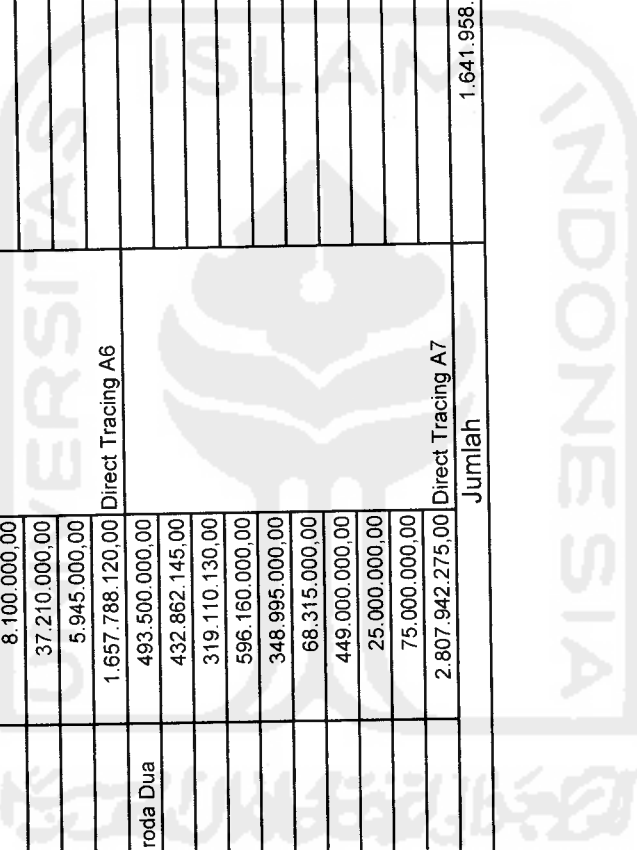 8.100.000,00
37.210.000,00
5.945.000,00
1.657.788.120,00 Direct Tracing A6
roda Dua 493.500.000,00
432.862.145,00
319.110.130,00
596.160.000,00
348.995.000,00
68.315.000,00
449.000.000,00
25.000.000,00
75.000.000,00
2.807.942.275,00 Direct Tracing A7
Jumlah 1.641.958.
UNIVERSITAS
ISLAM
INDONESIA